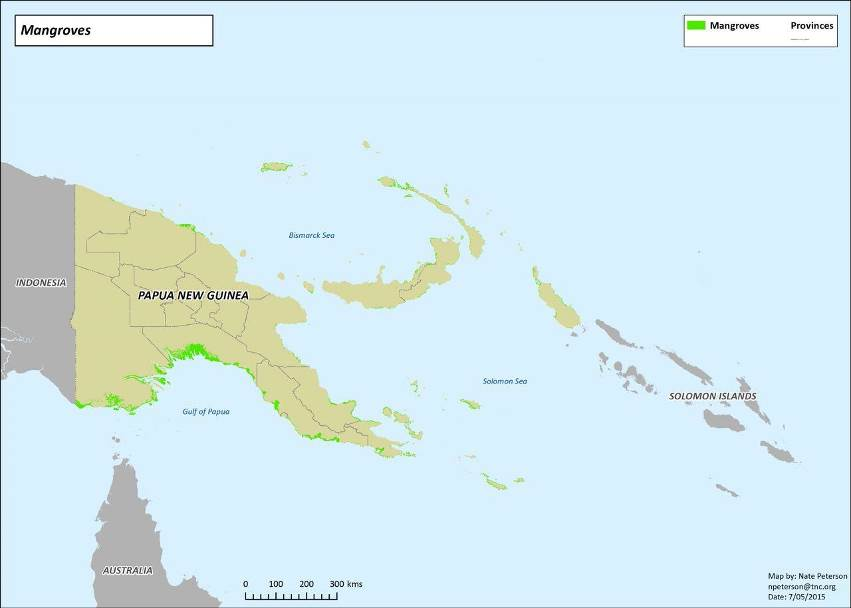 Mangroves
Mangroves Provinces
Bismarck Sea
INDONESIA
PAPUA NEW GUINEA
Solomon Sea
SOLOMON ISLANDS
Gulf of Papua
AUSTRALIA
0 100 200 300 kms
Map by: Nate Peterson
npeterson@tnc.org
Date: 7/05/2015